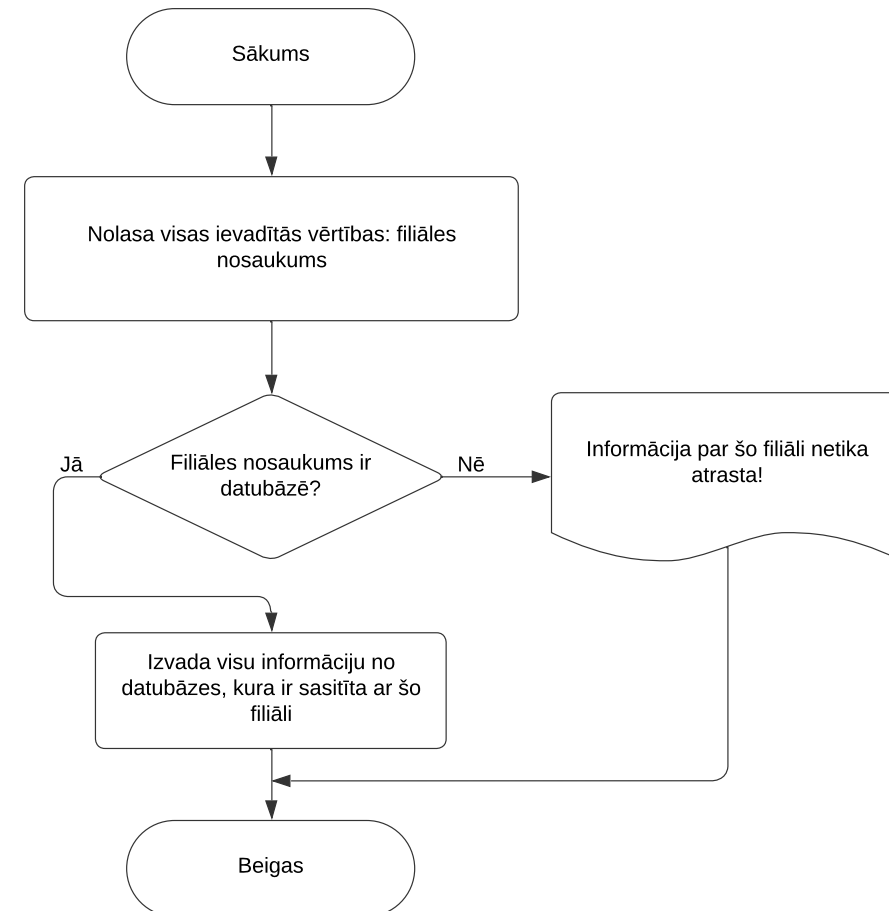 Sākums
Nolasa visas ievadītās vērtības: filiāles
nosaukums
Jā
Filiāles nosaukums ir
datubāzē?
Nē
Informācija par šo filiāli netika
atrasta!
Izvada visu informāciju no
datubāzes, kura ir sasitīta ar šo
filiāli
Beigas